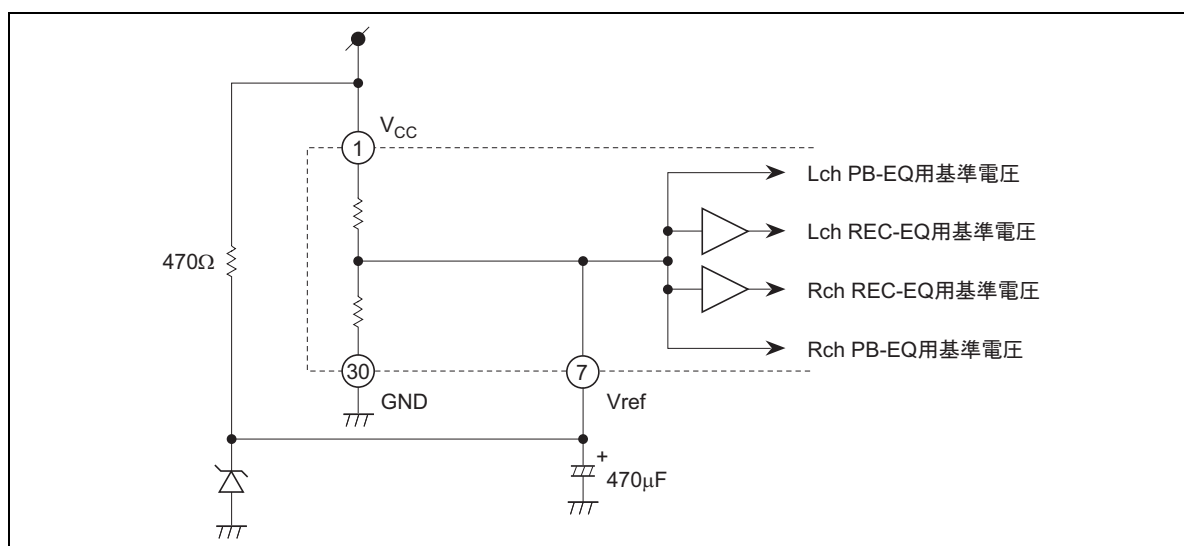 VCC
1
Lch PB-EQ用基準電圧
Lch REC-EQ用基準電圧
470Ω
Rch REC-EQ用基準電圧
Rch PB-EQ用基準電圧
30
7
GND
Vref
+
470μF